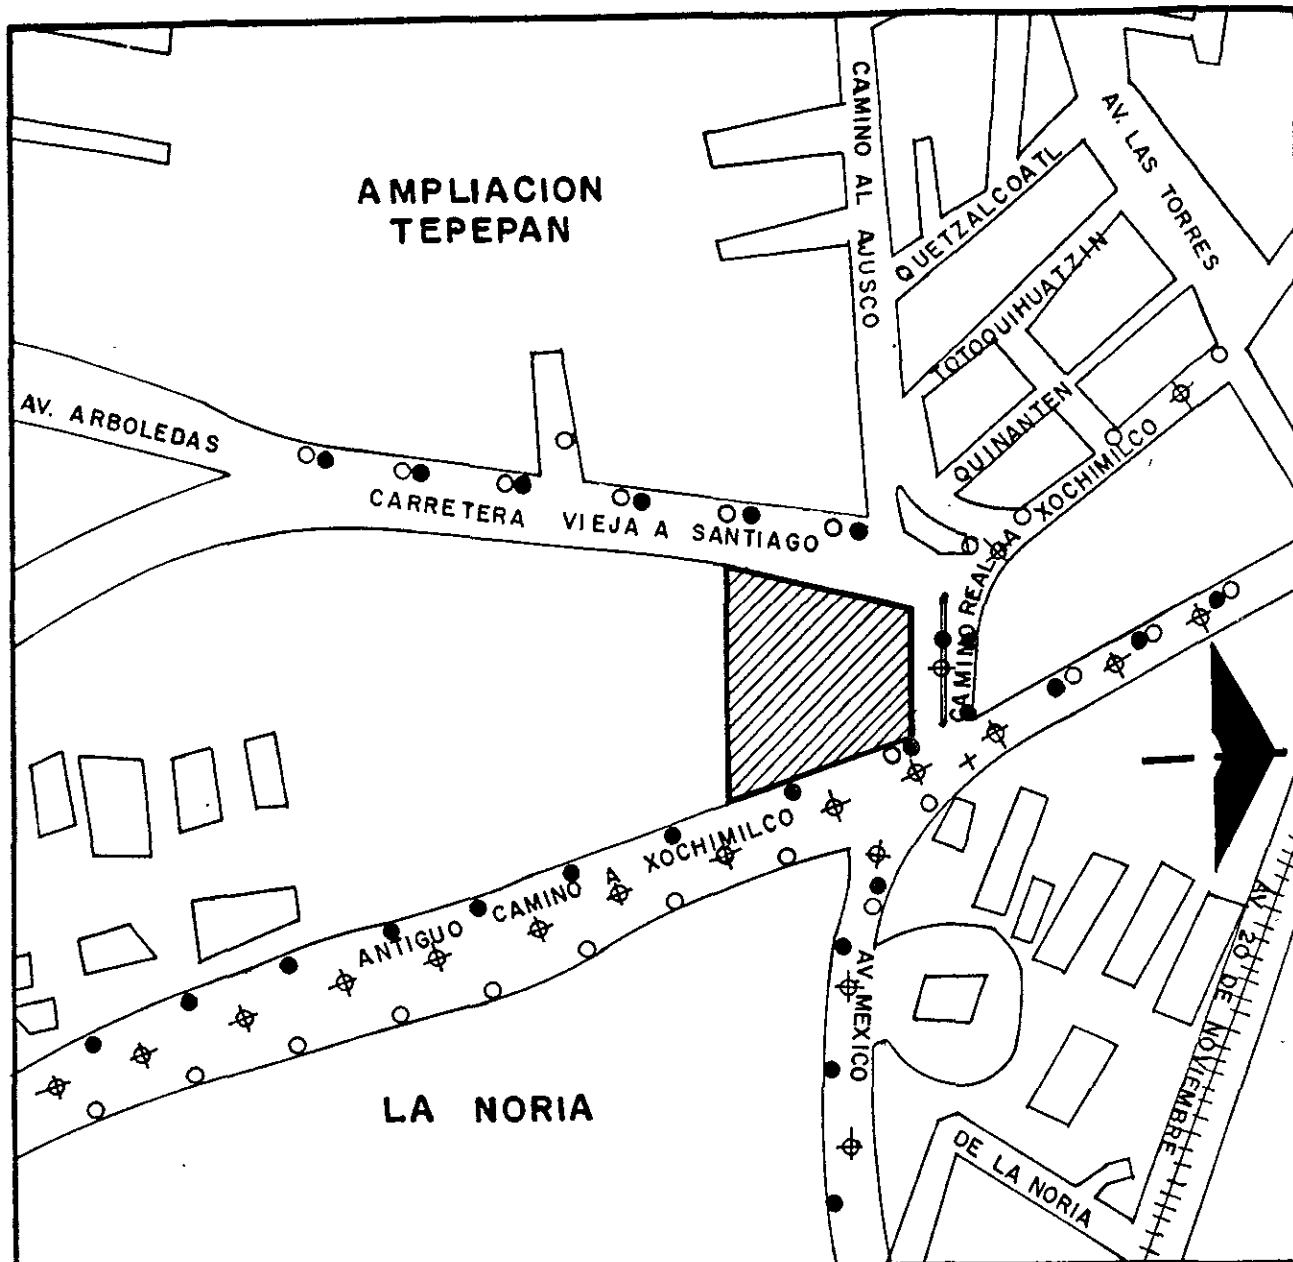 AMPLIACION
TEPEPAN
CAMINO AL AJUSCO
AV. LAS TORRES
QUETZALCOATL
TOTOQUIHUATZIN
QUINANTEN
AV. ARBOLEDAS
CARRETERA VIEJA A SANTIAGO
CAMINO REAL A XOCHIMILCO
ANTIGUO CAMINO A XOCHIMILCO
AV. MEXICO
AV. 20 DE NOVIEMBRE
LA NORIA
DE LA NORIA